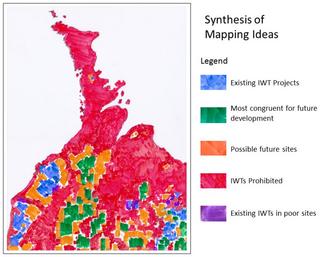 Synthesis of
Mapping Ideas
Legend
Existing IWT Projects
Most congruent for future
development
Possible future sites
IWTs Prohibited
Existing IWTs in poor sites